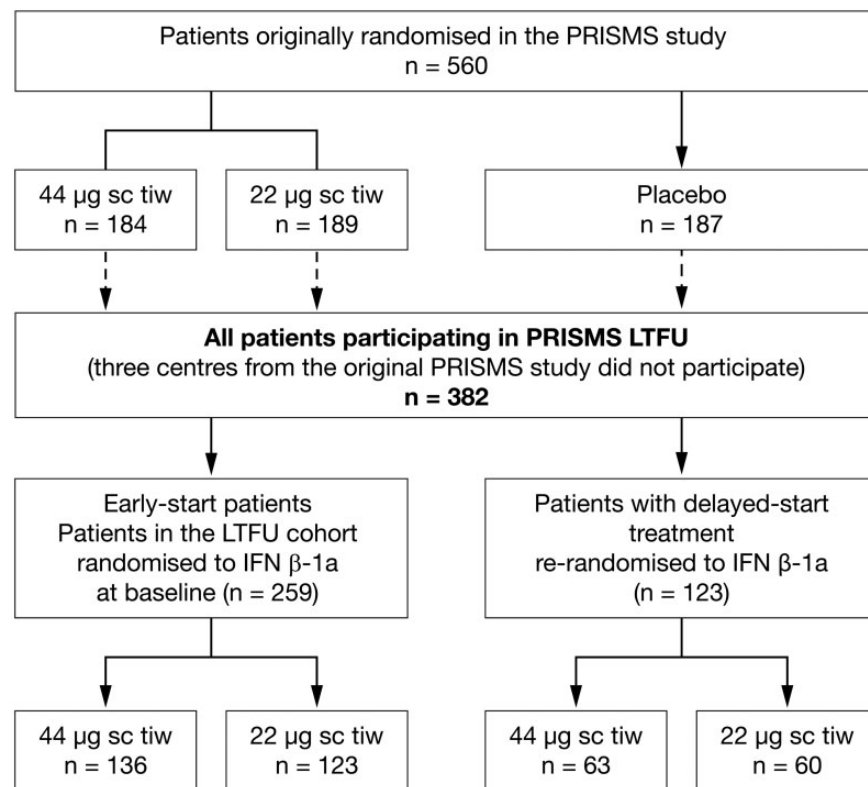 Patients originally randomised in the PRISMS study
n = 560
44 µg sc tiw
n = 184
22 µg sc tiw
n = 189
Placebo
n = 187
All patients participating in PRISMS LTFU
(three centres from the original PRISMS study did not participate)
n = 382
Early-start patients
Patients in the LTFU cohort
randomised to IFN β-1a
at baseline (n = 259)
Patients with delayed-start
treatment
re-randomised to IFN β-1a
(n = 123)
44 µg sc tiw
n = 136
22 µg sc tiw
n = 123
44 µg sc tiw
n = 63
22 µg sc tiw
n = 60